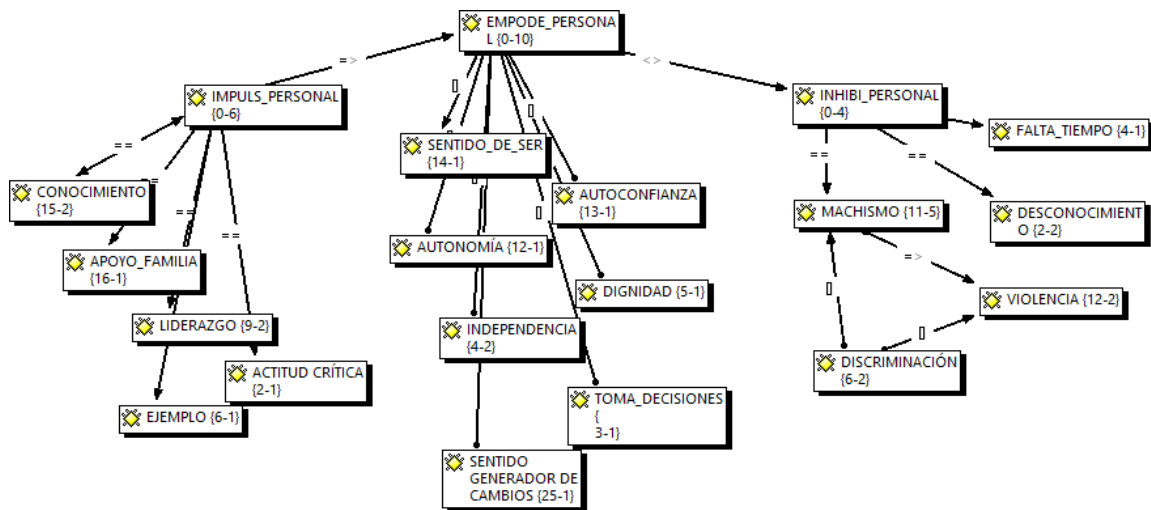 EMPODE_PERSONA
L {0-10}
=>
<>
IMPULS_PERSONAL
{0-6}
INHIBI_PERSONAL
{0-4}
[]
[]
FALTA_TIEMPO {4-1}
==
SENTIDO_DE_SER
{14-1}
==
==
==
CONOCIMIENTO
{15-2}
AUTOCONFIANZA
{13-1}
[]
MACHISMO {11-5}
DESCONOCIMIENT
O {2-2}
==
==
AUTONOMÍA {12-1}
APOYO_FAMILIA
{16-1}
=>
DIGNIDAD {5-1}
[]
VIOLENCIA {12-2}
LIDERAZGO {9-2}
INDEPENDENCIA
{4-2}
[]
DISCRIMINACIÓN
{6-2}
ACTITUD CRÍTICA
{2-1}
EJEMPLO {6-1}
TOMA_DECISIONES
{
3-1}
SENTIDO
GENERADOR DE
CAMBIOS {25-1}